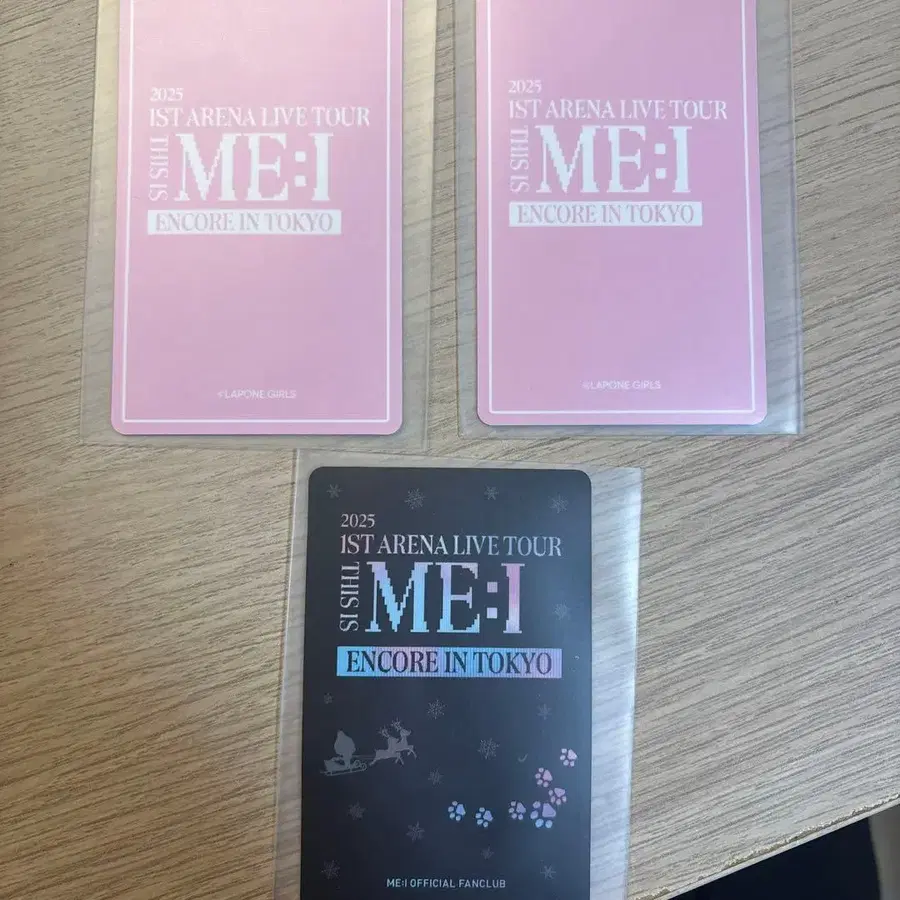 2025
1ST ARENA LIVE TOUR
THIS IS
ME:I
ENCORE IN TOKYO
©LAPONE GIRLS
2025
1ST ARENA LIVE TOUR
THIS IS
ME:I
ENCORE IN TOKYO
©LAPONE GIRLS
2025
1ST ARENA LIVE TOUR
THIS IS
ME:I
ENCORE IN TOKYO
ME:I OFFICIAL FANCLUB